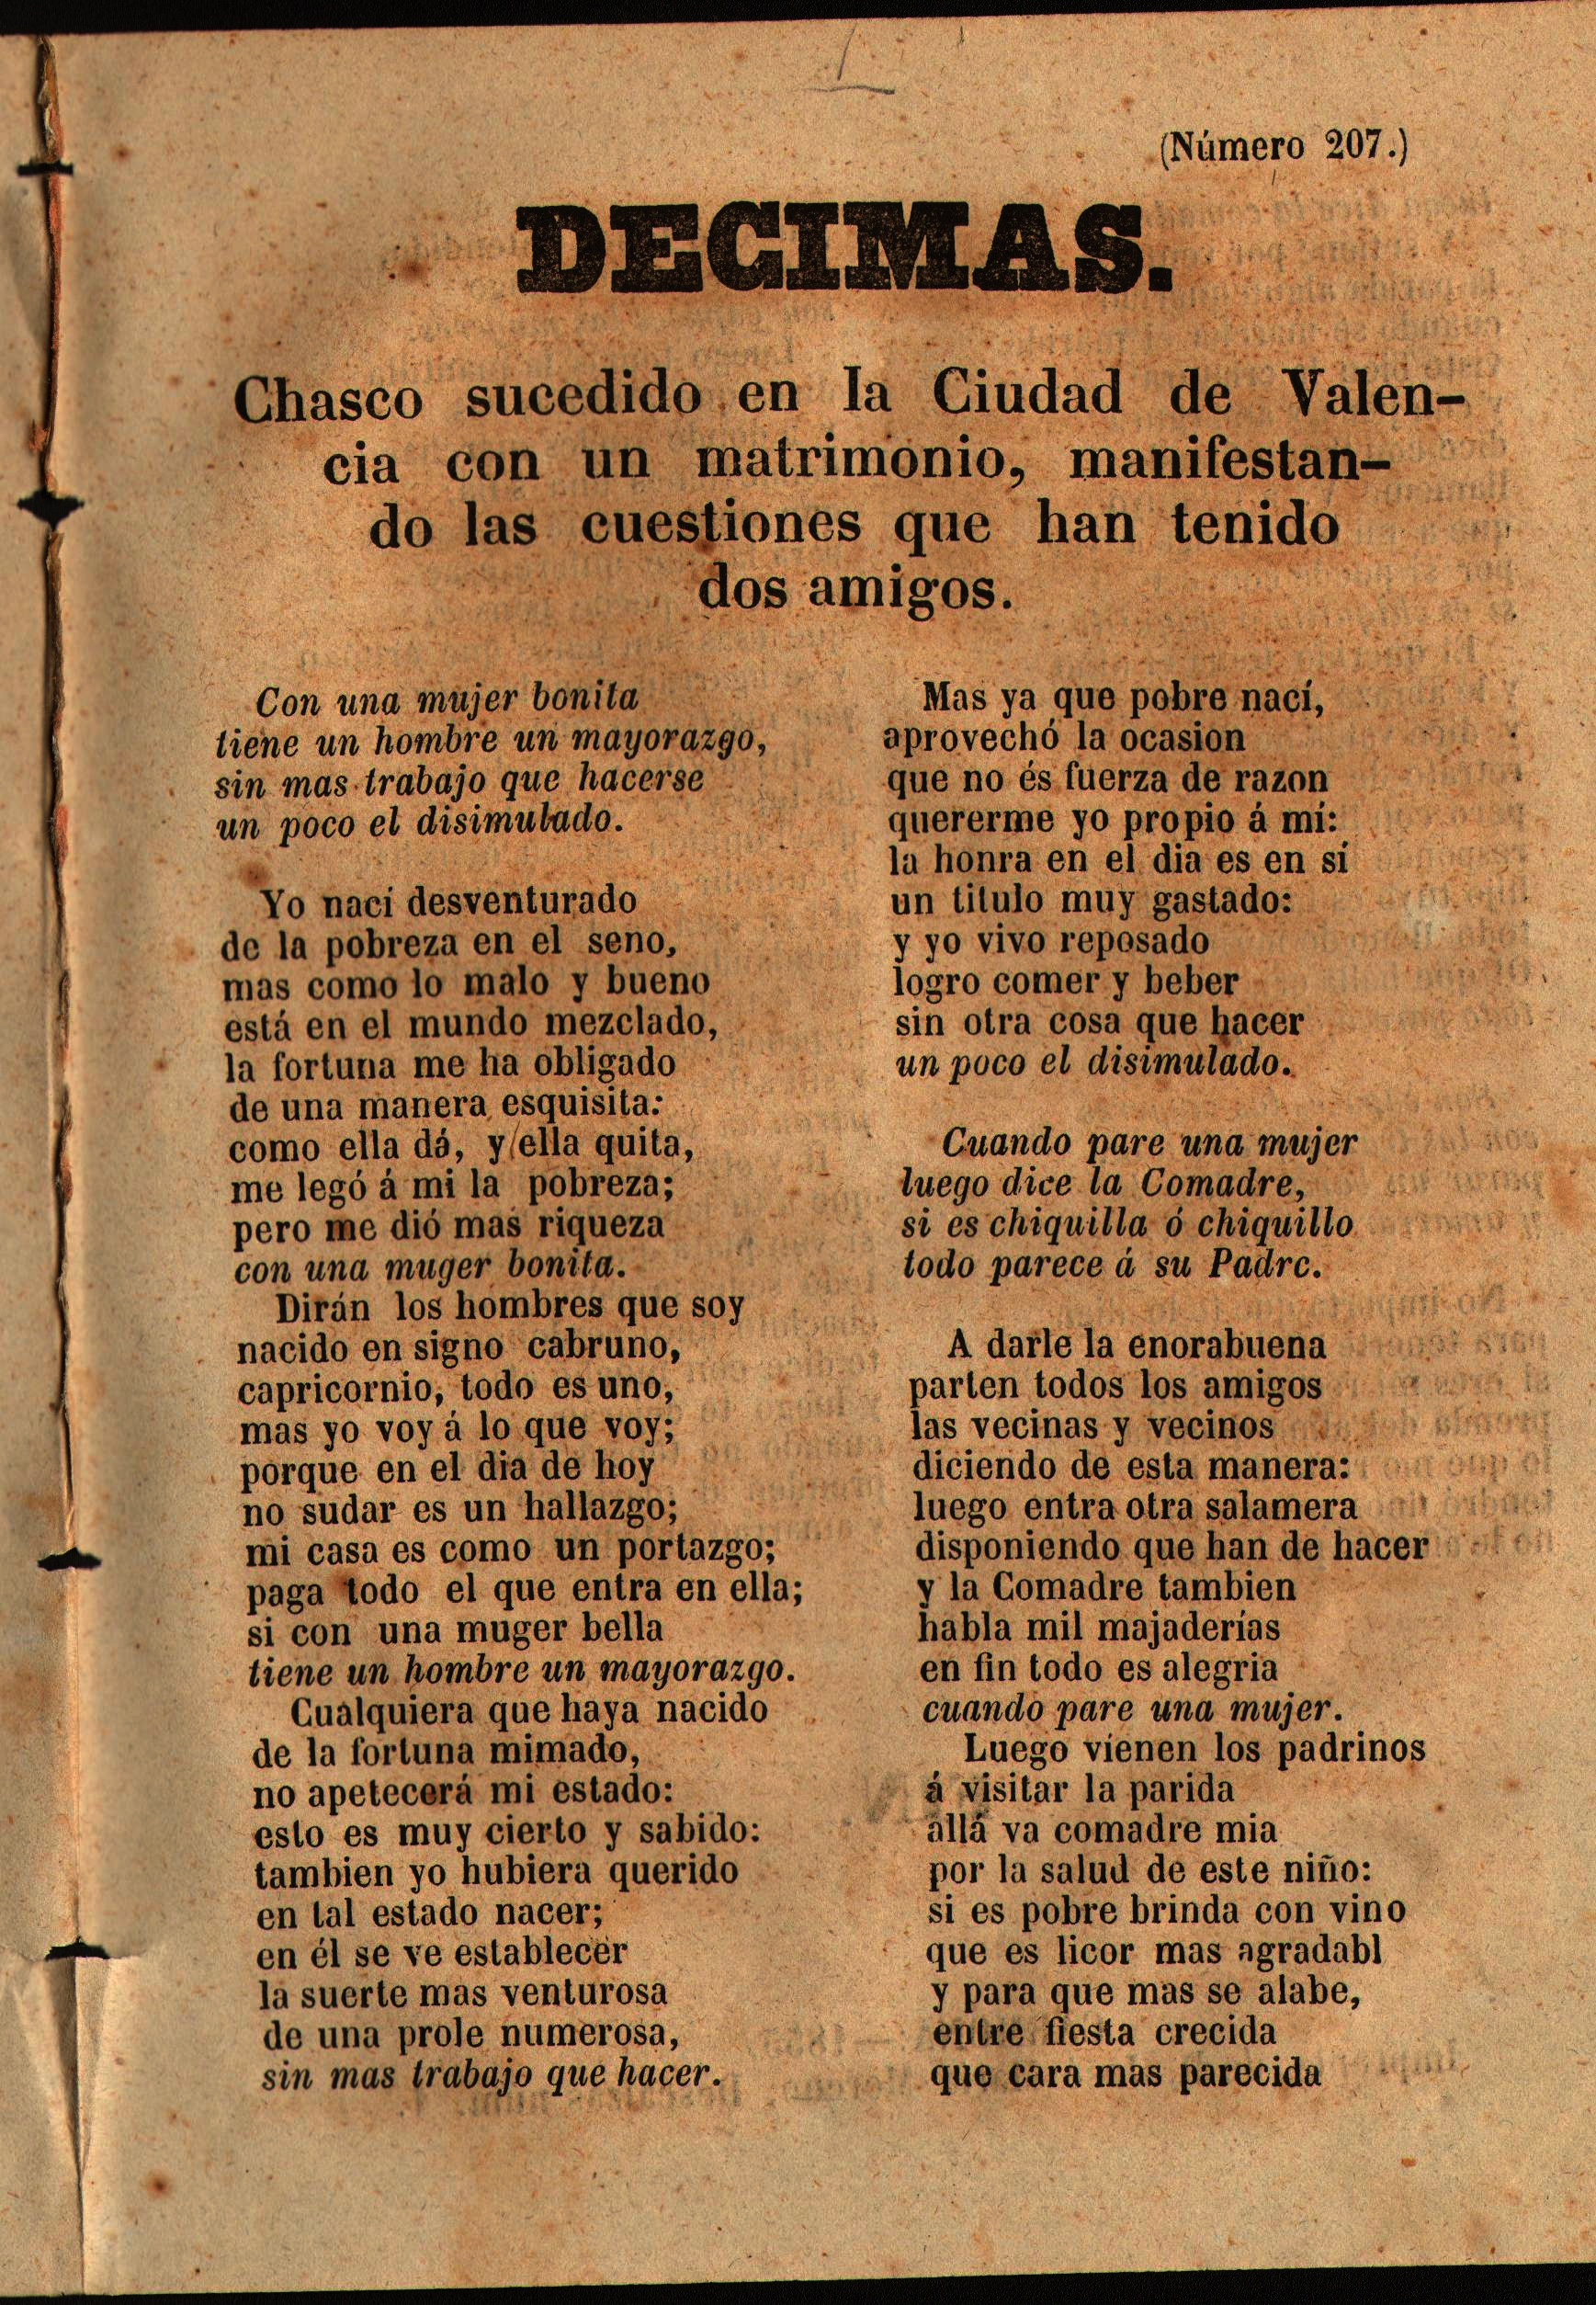 (Número 207.)
DECIMAS.
Chasco sucedido en la Ciudad de Valen-
cia con un matrimonio, manifestan-
do las cuestiones que han tenido
dos amigos.
Con una mujer bonita
tiene un hombre un mayorazgo,
sin mas trabajo que hacerse
un poco el disimulado.
Yo naci desventurado
de la pobreza en el seno,
mas como lo malo y bueno
está en el mundo mezclado,
la fortuna me ha obligado
de una manera esquisita:
como ella dá, y ella quita,
me legó á mi la pobreza;
pero me dió mas riqueza
con una muger bonita.
Dirán los hombres que soy
nacido en signo cabruno,
capricornio, todo es uno,
mas yo voy á lo que voy;
porque en el dia de hoy
no sudar es un hallazgo;
mi casa es como un portazgo;
paga todo el que entra en ella;
si con una muger bella
tiene un hombre un mayorazgo.
Cualquiera que haya nacido
de la fortuna mimado,
no apetecerá mi estado:
esto es muy cierto y sabido:
tambien yo hubiera querido
en tal estado nacer;
en él se ve establecer
la suerte mas venturosa
de una prole numerosa,
sin mas trabajo que hacer.
Mas ya que pobre nací,
aprovechó la ocasion
que no és fuerza de razon
quererme yo propio á mí:
la honra en el dia es en sí
un titulo muy gastado:
y yo vivo reposado
logro comer y beber
sin otra cosa que hacer
un poco el disimulado.
Cuando pare una mujer
luego dice la Comadre,
si es chiquilla ó chiquillo
todo parece á su Padre.
A darle la enorabuena
parten todos los amigos
las vecinas y vecinos
diciendo de esta manera:
luego entra otra salamera
disponiendo que han de hacer
y la Comadre tambien
habla mil majaderías
en fin todo es alegria
cuando pare una mujer.
Luego vienen los padrinos
á visitar la parida
allá va comadre mia
por la salud de este niño:
si es pobre brinda con vino
que es licor mas agradabl
y para que mas se alabe,
entre fiesta crecida
que cara mas parecida